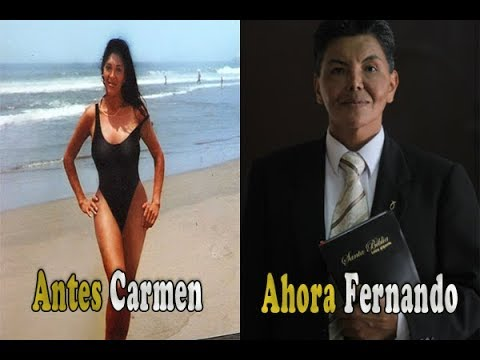 Santa Biblia
Antes Carmen
Ahora Fernando